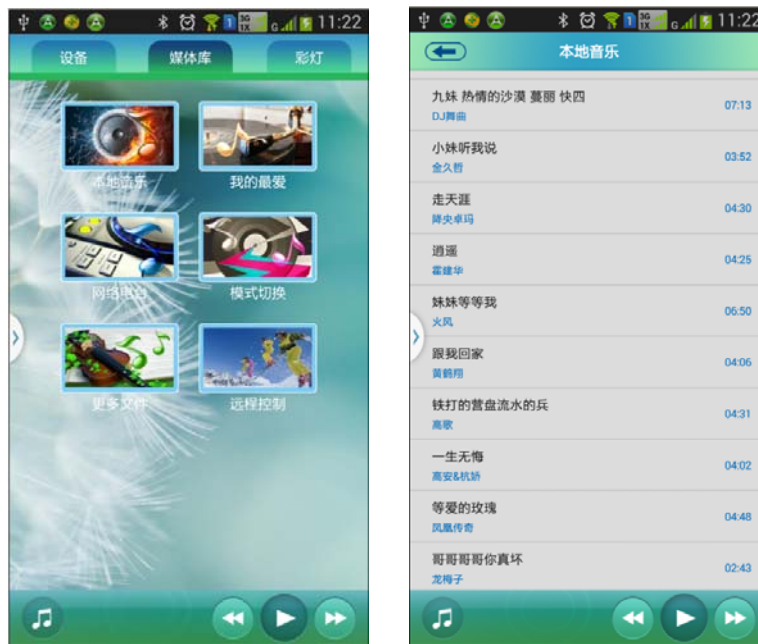 11:22
设备 媒体库 彩灯
本地音乐 我的最爱
网络电台 模式切换
更多文件 远程控制
3G
1X
G
11:22
本地音乐
九妹 热情的沙漠 蔓丽 快四
DJ舞曲
07:13
小妹听我说
金久哲
03:52
走天涯
降央卓玛
04:30
逍遥
霍建华
04:25
妹妹等等我
火风
06:50
跟我回家
黄鹤翔
04:06
铁打的营盘流水的兵
高歌
04:31
一生无悔
高安&杭娇
04:02
等爱的玫瑰
凤凰传奇
04:48
哥哥哥哥你真坏
龙梅子
02:43